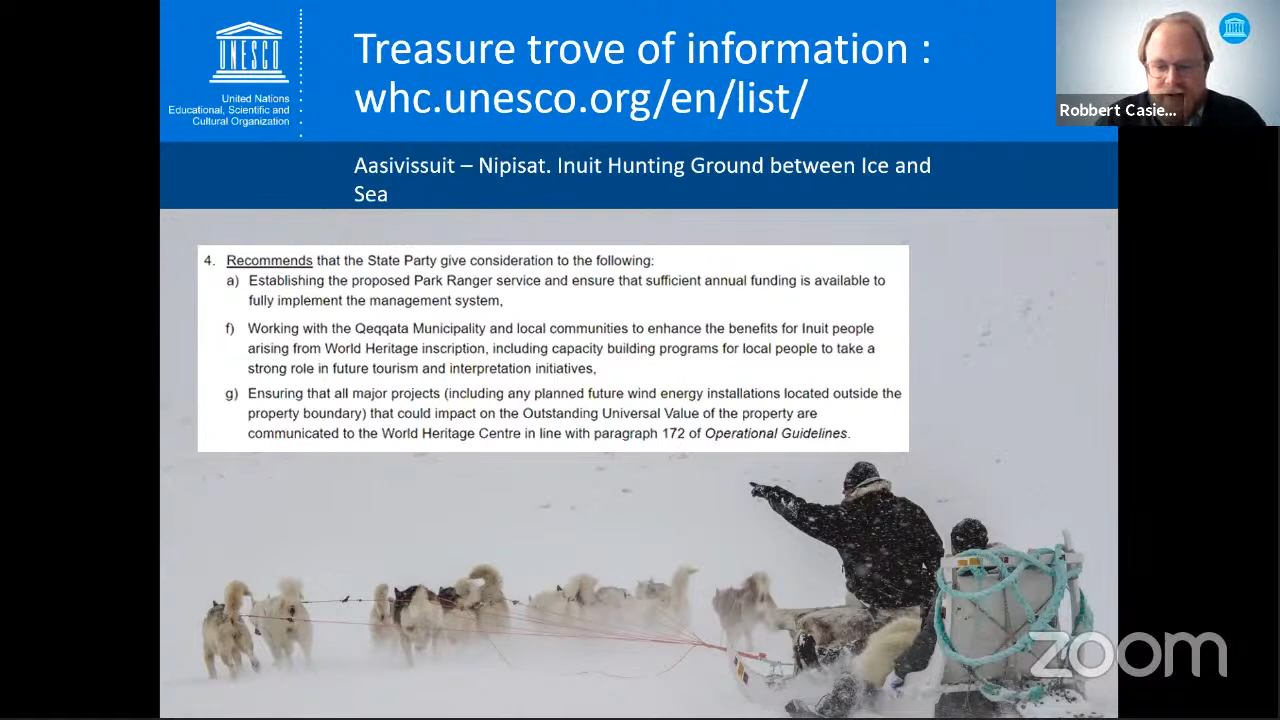 UNESCO
United Nations
Educational, Scientific and
Cultural Organization
Treasure trove of information :
whc.unesco.org/en/list/
Robbert Casie...
Aasivissuit – Nipisat. Inuit Hunting Ground between Ice and
Sea
4. Recommends that the State Party give consideration to the following:
a) Establishing the proposed Park Ranger service and ensure that sufficient annual funding is available to
fully implement the management system,
f) Working with the Qeqqata Municipality and local communities to enhance the benefits for Inuit people
arising from World Heritage inscription, including capacity building programs for local people to take a
strong role in future tourism and interpretation initiatives,
g) Ensuring that all major projects (including any planned future wind energy installations located outside the
property boundary) that could impact on the Outstanding Universal Value of the property are
communicated to the World Heritage Centre in line with paragraph 172 of Operational Guidelines.
zoom